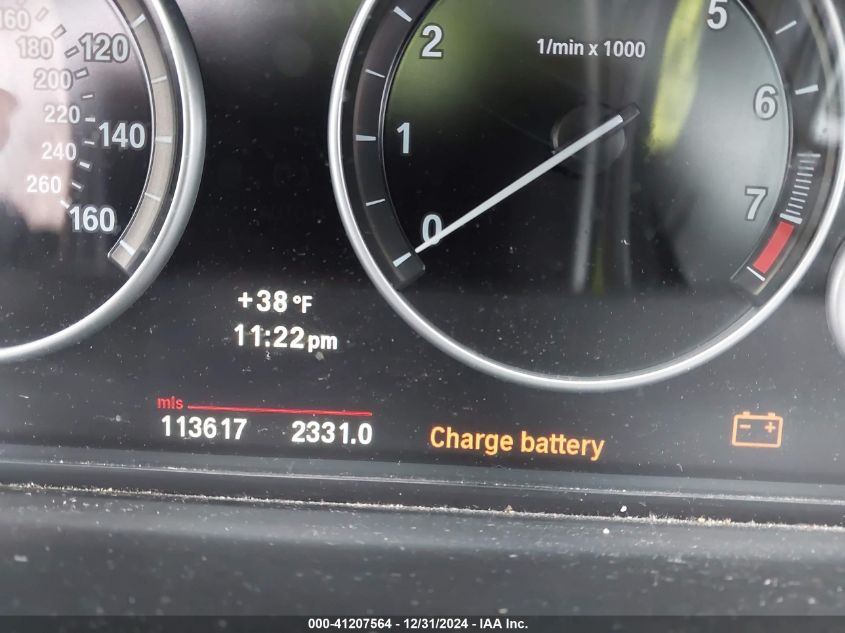 160
180
200
220
240
260
120
140
160
2
1
0
1/min x 1000
5
6
7
+38 °F
11:22 pm
mls
113617 2331.0
Charge battery
- +
000-41207564 - 12/31/2024 - IAA Inc.